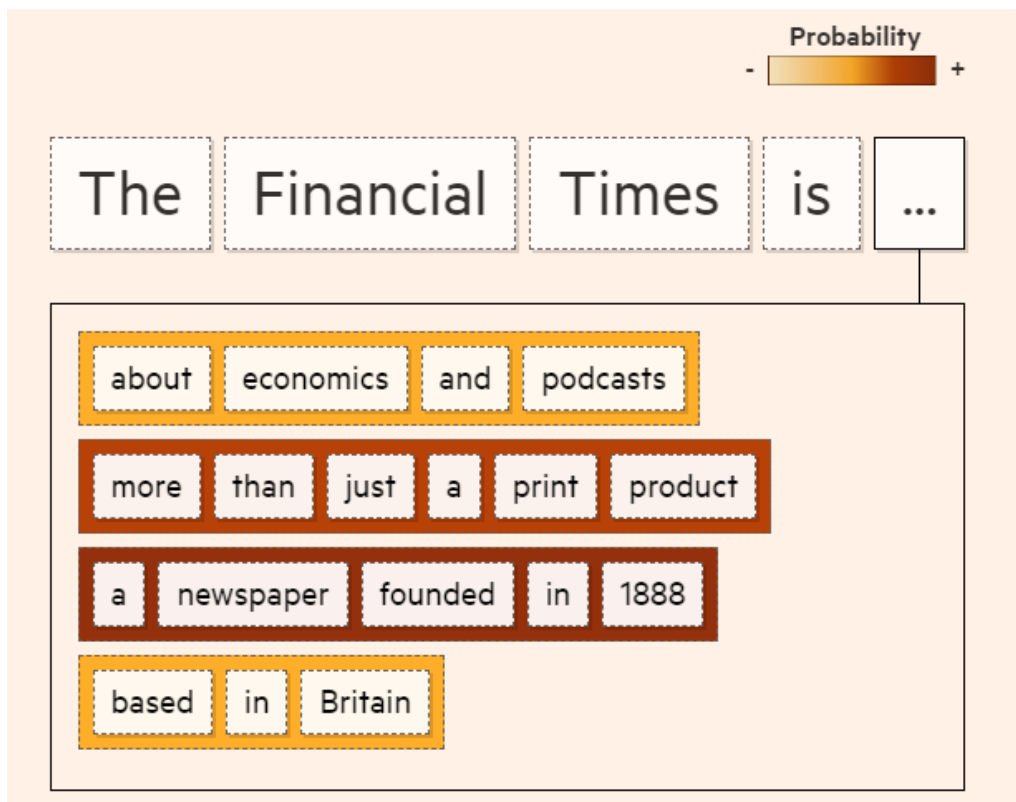 Probability
- +
The Financial Times is ...
about economics and podcasts
more than just a print product
a newspaper founded in 1888
based in Britain